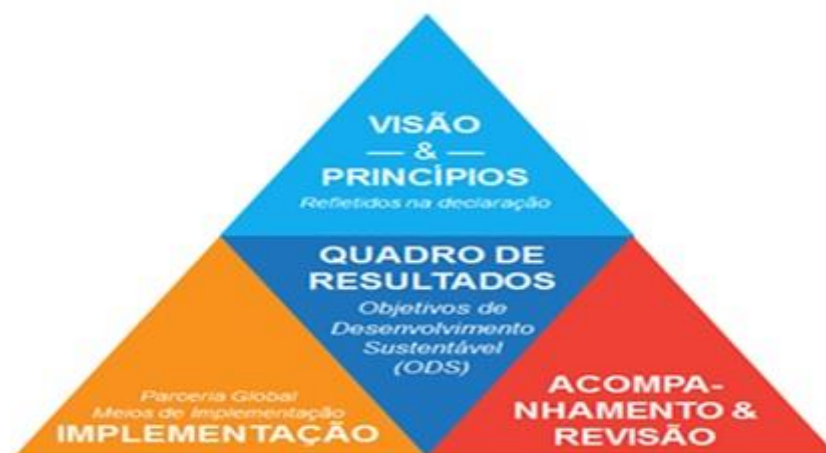 VISÃO
— & —
PRINCÍPIOS
Refletidos na declaração
QUADRO DE
RESULTADOS
Objetivos de
Desenvolvimento
Sustentável
(ODS)
Parceria Global
Meios de Implementação
IMPLEMENTAÇÃO
ACOMPA-
NHAMENTO &
REVISÃO